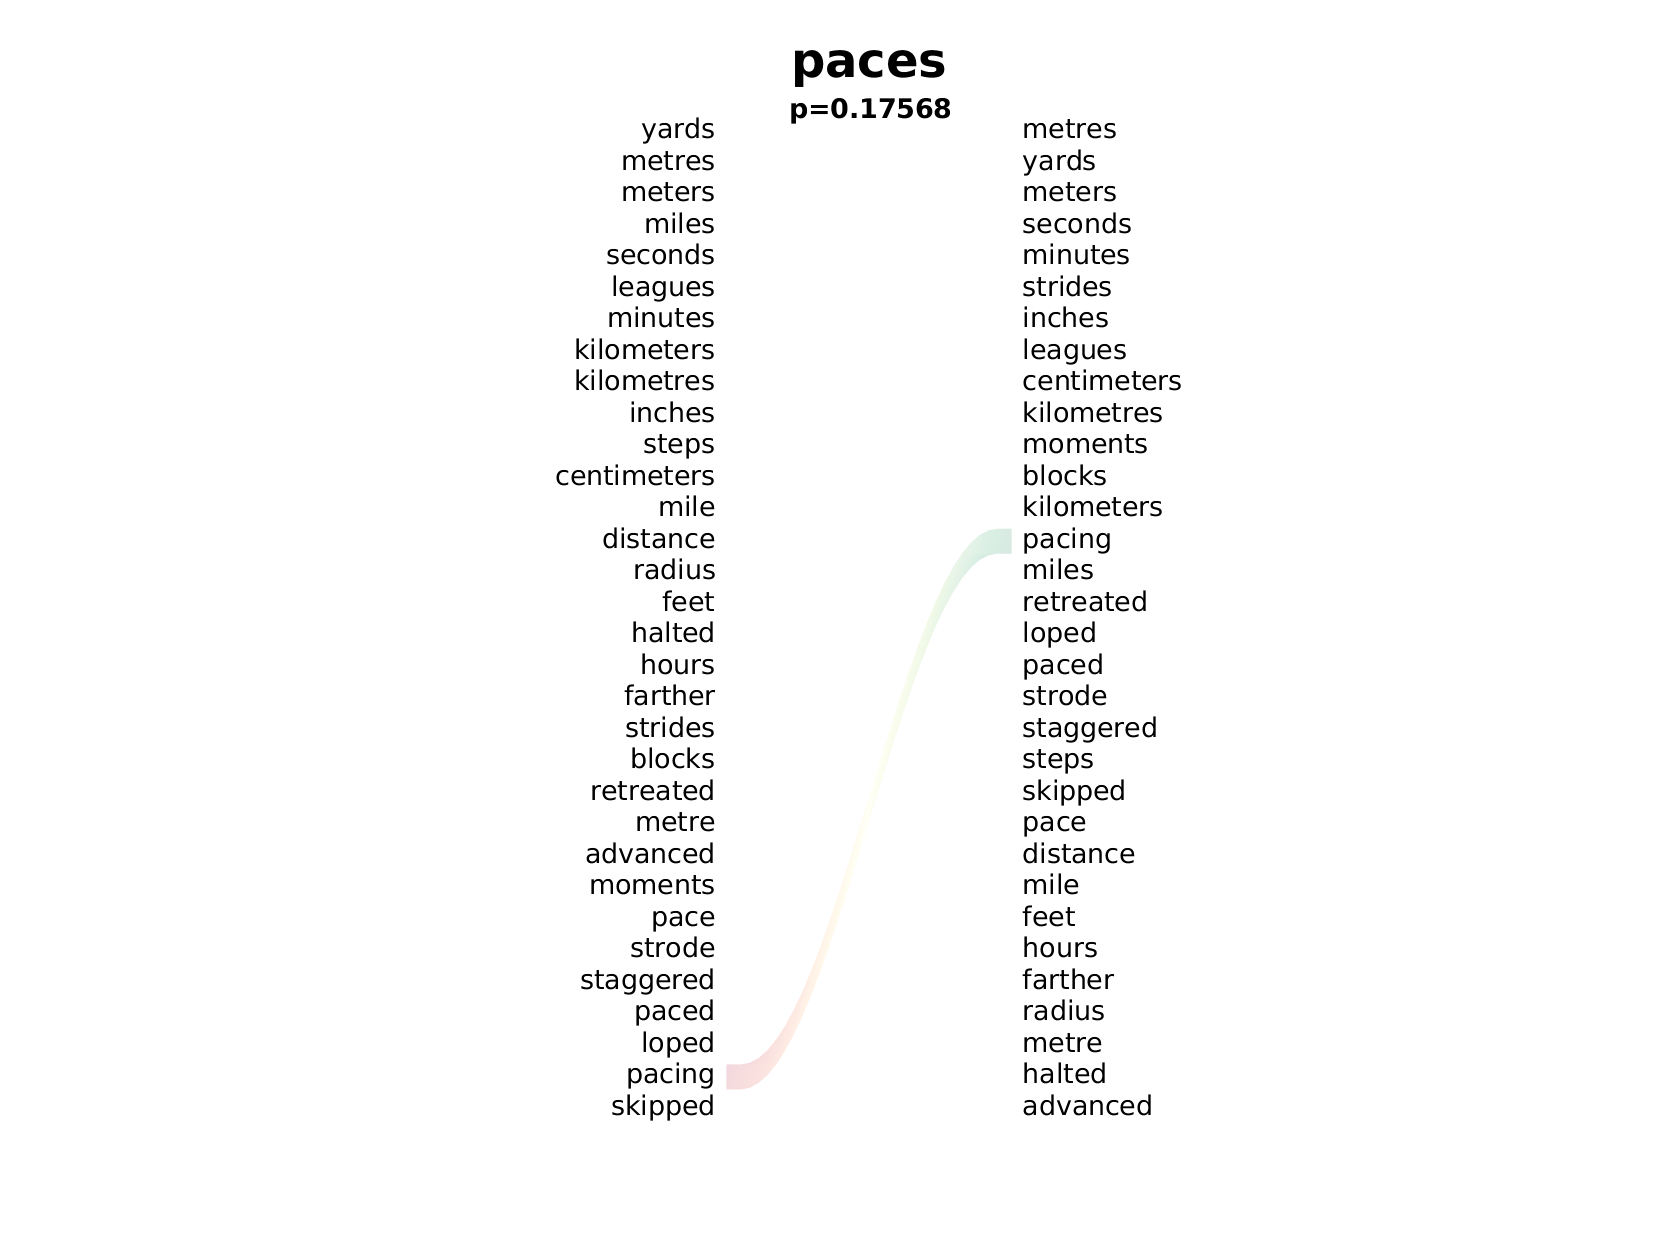 paces
p=0.17568
yards metres
metres yards
meters meters
miles seconds
seconds minutes
leagues strides
minutes inches
kilometers leagues
kilometres centimeters
inches kilometres
steps moments
centimeters blocks
mile kilometers
distance pacing
radius miles
feet retreated
halted loped
hours paced
farther strode
strides staggered
blocks steps
retreated skipped
metre pace
advanced distance
moments mile
pace feet
strode hours
staggered farther
paced radius
loped metre
pacing halted
skipped advanced